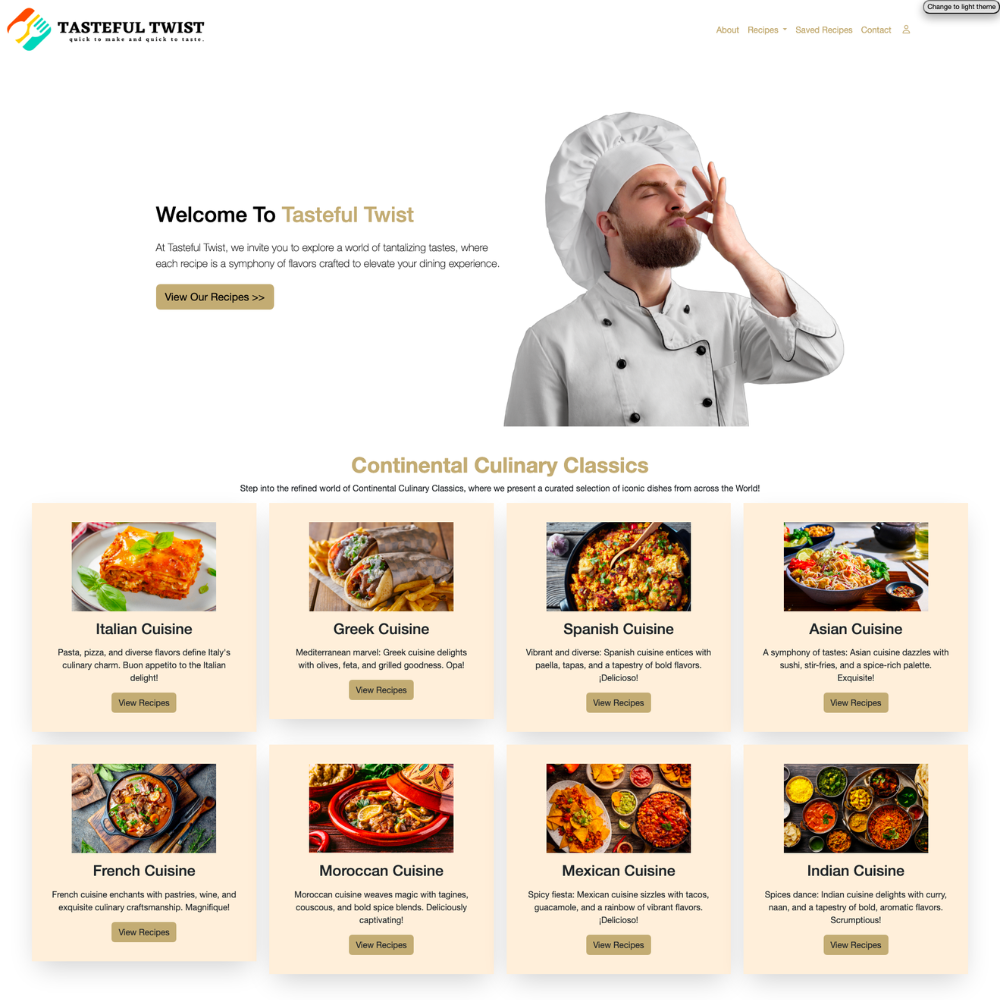 TASTEFUL TWIST
quick to make and quick to taste.
Change to light theme
About Recipes Saved Recipes Contact
Welcome To Tasteful Twist
At Tasteful Twist, we invite you to explore a world of tantalizing tastes, where
each recipe is a symphony of flavors crafted to elevate your dining experience.
View Our Recipes >>
Continental Culinary Classics
Step into the refined world of Continental Culinary Classics, where we present a curated selection of iconic dishes from across the World!
Italian Cuisine
Pasta, pizza, and diverse flavors define Italy's
culinary charm. Buon appetito to the Italian
delight!
View Recipes
Greek Cuisine
Mediterranean marvel: Greek cuisine delights
with olives, feta, and grilled goodness. Opa!
View Recipes
Spanish Cuisine
Vibrant and diverse: Spanish cuisine entices with
paella, tapas, and a tapestry of bold flavors.
¡Delicioso!
View Recipes
Asian Cuisine
A symphony of tastes: Asian cuisine dazzles with
sushi, stir-fries, and a spice-rich palette.
Exquisite!
View Recipes
French Cuisine
French cuisine enchants with pastries, wine, and
exquisite culinary craftsmanship. Magnifique!
View Recipes
Moroccan Cuisine
Moroccan cuisine weaves magic with tagines,
couscous, and bold spice blends. Deliciously
captivating!
View Recipes
Mexican Cuisine
Spicy fiesta: Mexican cuisine sizzles with tacos,
guacamole, and a rainbow of vibrant flavors.
¡Delicioso!
View Recipes
Indian Cuisine
Spices dance: Indian cuisine delights with curry,
naan, and a tapestry of bold, aromatic flavors.
Scrumptious!
View Recipes